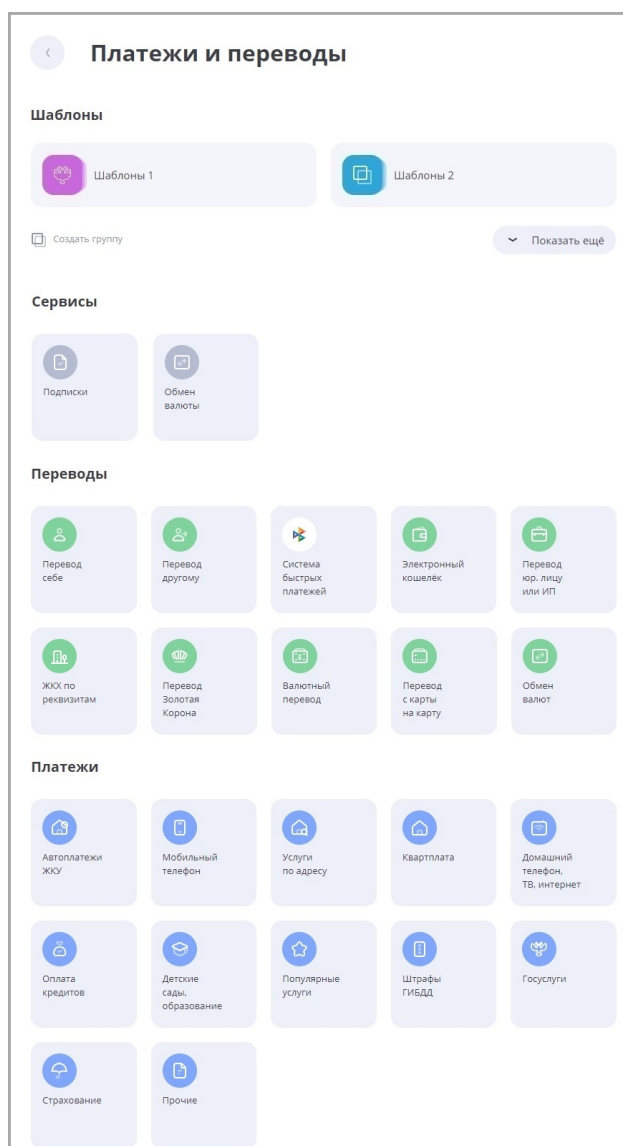 Платежи и переводы
Шаблоны
Шаблоны 1
Шаблоны 2
Создать группу
Показать ещё
Сервисы
Подписки
Обмен
валюты
Переводы
Перевод
себе
Перевод
другому
Система
быстрых
платежей
Электронный
кошелёк
Перевод
юр. лицу
или ИП
ЖКХ по
реквизитам
Перевод
Золотая
Корона
Валютный
перевод
Перевод
с карты
на карту
Обмен
валют
Платежи
Автоплатежи
ЖКУ
Мобильный
телефон
Услуги
по адресу
Квартплата
Домашний
телефон,
ТВ, интернет
Оплата
кредитов
Детские
сады,
образование
Популярные
услуги
Штрафы
ГИБДД
Госуслуги
Страхование
Прочие